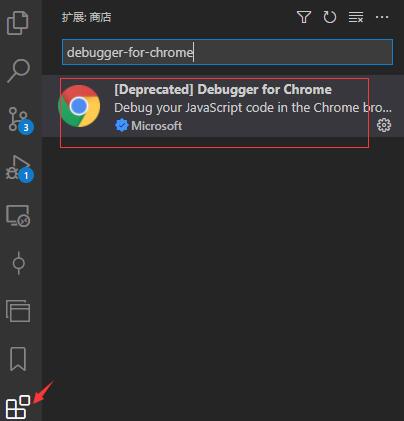 扩展: 商店
debugger-for-chrome
[Deprecated] Debugger for Chrome
Debug your JavaScript code in the Chrome bro...
Microsoft
3
1